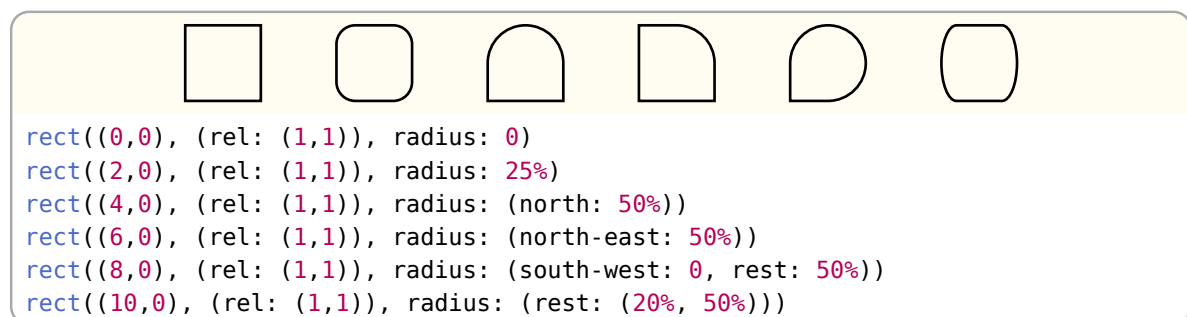 rect((0,0), (rel: (1,1)), radius: 0)
rect((2,0), (rel: (1,1)), radius: 25%)
rect((4,0), (rel: (1,1)), radius: (north: 50%))
rect((6,0), (rel: (1,1)), radius: (north-east: 50%))
rect((8,0), (rel: (1,1)), radius: (south-west: 0, rest: 50%))
rect((10,0), (rel: (1,1)), radius: (rest: (20%, 50%)))